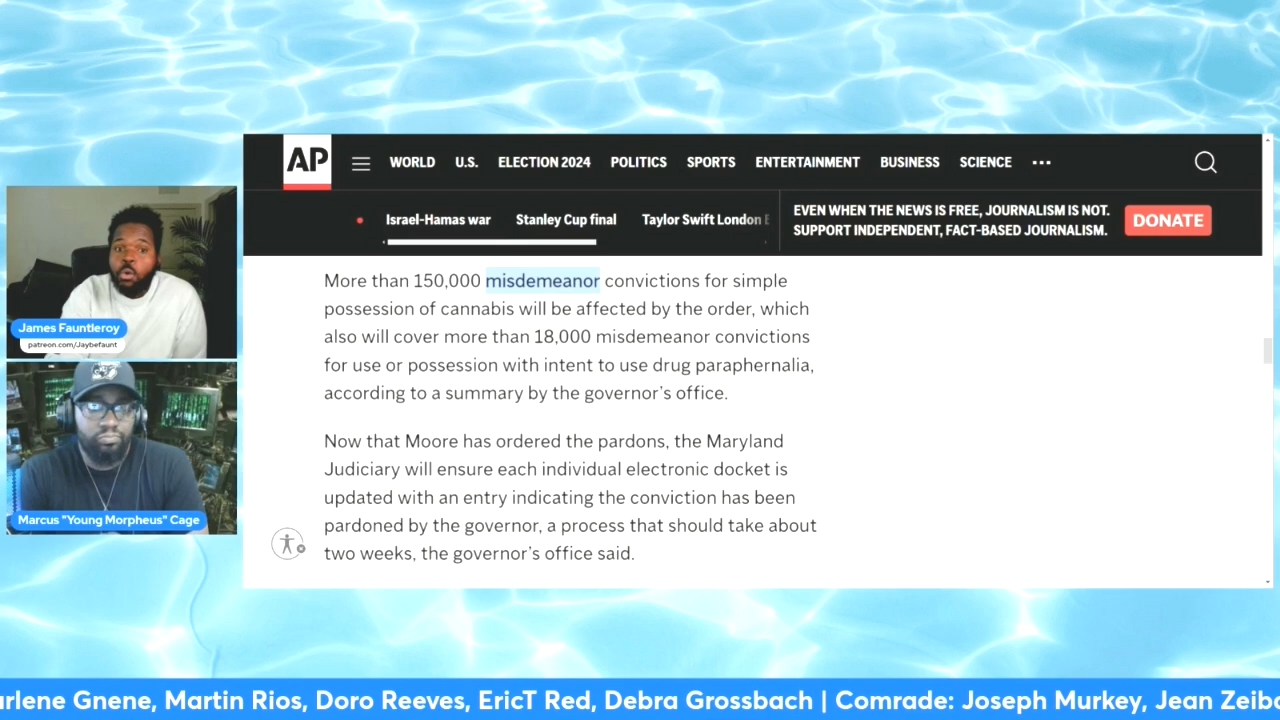 AP
WORLD U.S. ELECTION 2024 POLITICS SPORTS ENTERTAINMENT BUSINESS SCIENCE
Israel-Hamas war Stanley Cup final Taylor Swift London
EVEN WHEN THE NEWS IS FREE, JOURNALISM IS NOT.
SUPPORT INDEPENDENT, FACT-BASED JOURNALISM.
DONATE
More than 150,000 misdemeanor convictions for simple
possession of cannabis will be affected by the order, which
also will cover more than 18,000 misdemeanor convictions
for use or possession with intent to use drug paraphernalia,
according to a summary by the governor’s office.
Now that Moore has ordered the pardons, the Maryland
Judiciary will ensure each individual electronic docket is
updated with an entry indicating the conviction has been
pardoned by the governor, a process that should take about
two weeks, the governor’s office said.
James Fauntleroy
patreon.com/Jaybefaunt
Marcus "Young Morpheus" Cage
arlene Gnene, Martin Rios, Doro Reeves, EricT Red, Debra Grossbach | Comrade: Joseph Murkey, Jean Zeibe